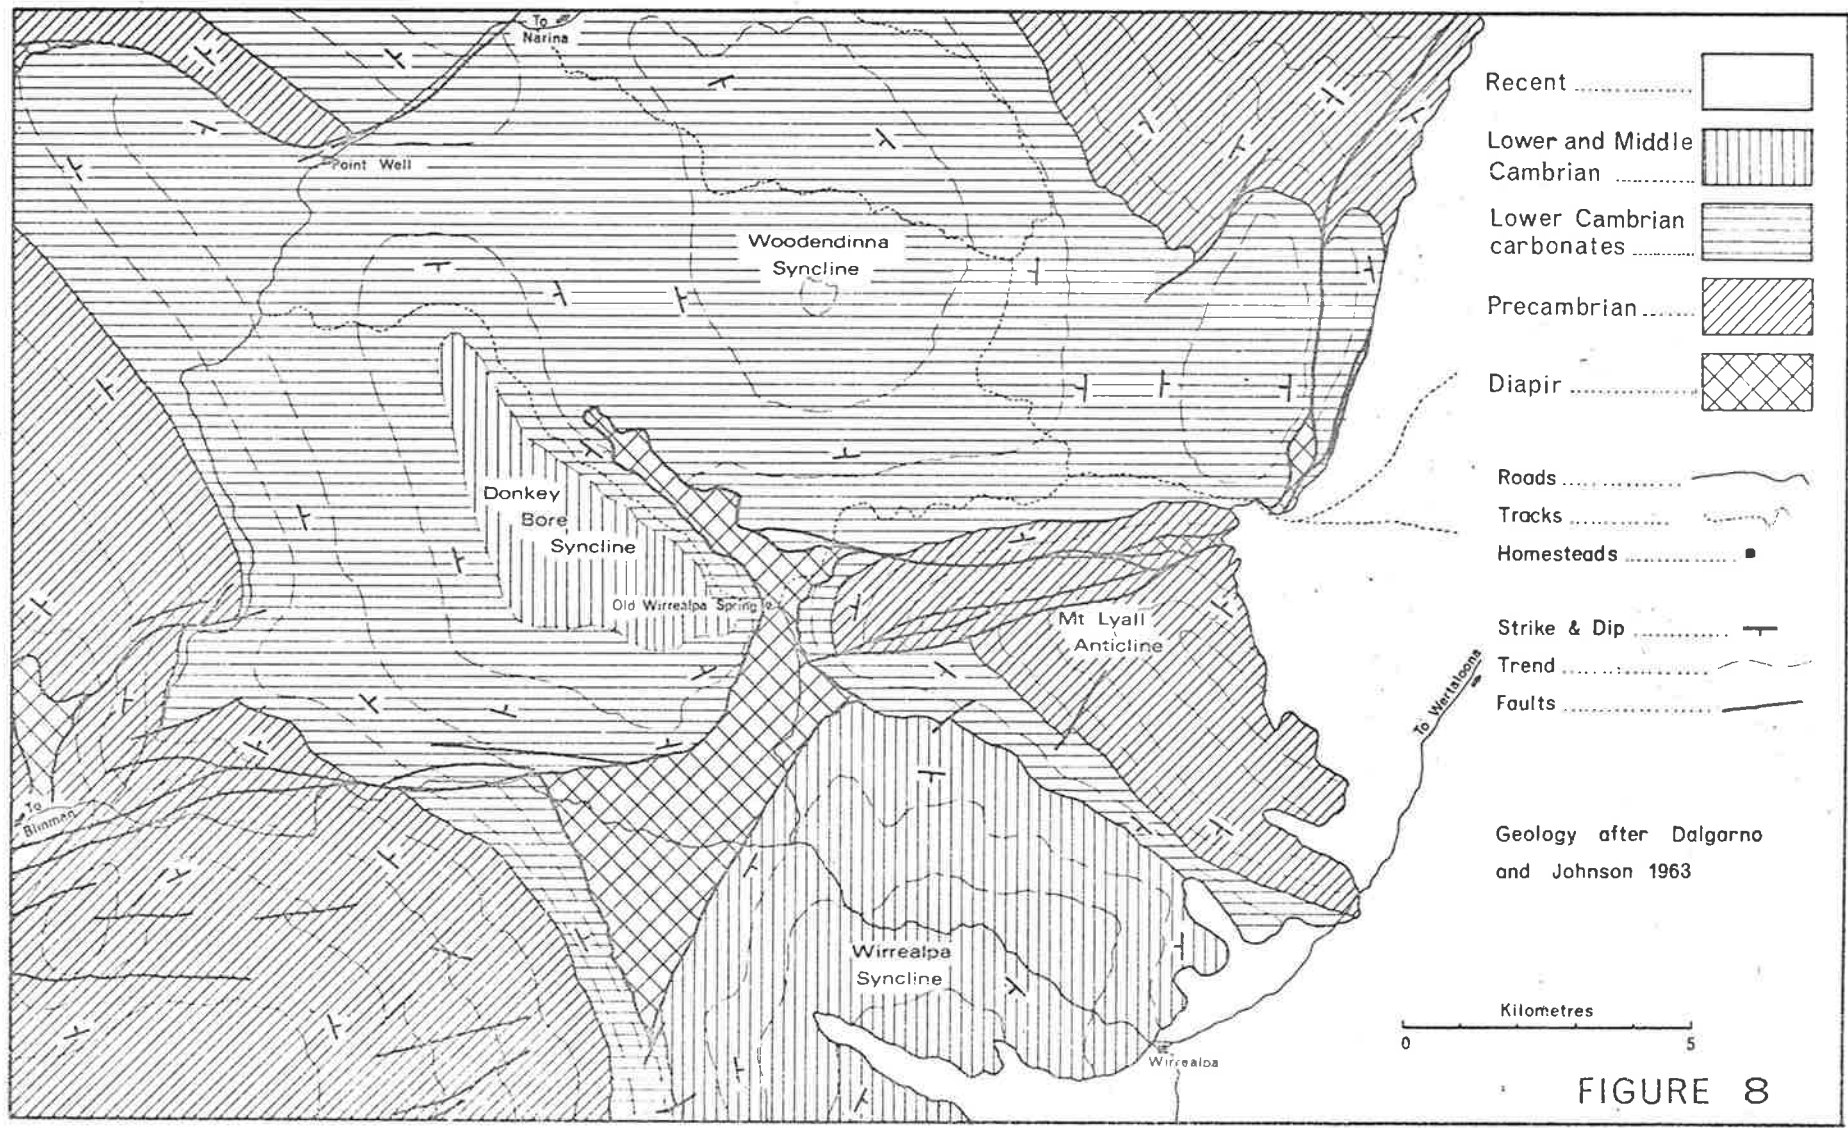 To
Narina
Point Well
Woodendinna
Syncline
Donkey
Bore
Syncline
Old Wirrealpa Spring
Mt Lyall
Anticline
To Wertaloona
To
Blinman
Wirrealpa
Syncline
Wirrealpa
Recent
Lower and Middle
Cambrian
Lower Cambrian
carbonates
Precambrian
Diapir
Roads
Tracks
Homesteads
Strike & Dip
Trend
Faults
Geology after Dalgarno
and Johnson 1963
Kilometres
0 5
FIGURE 8